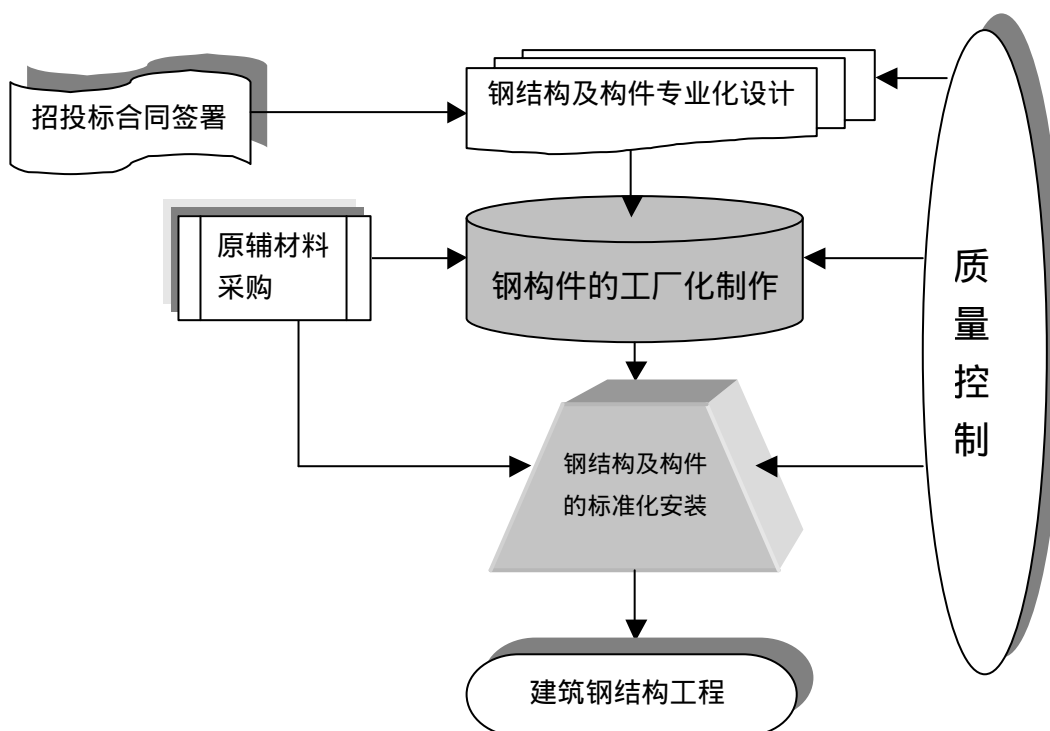 招投标合同签署
钢结构及构件专业化设计
原辅材料
采购
钢构件的工厂化制作
质
量
控
制
钢结构及构件
的标准化安装
建筑钢结构工程